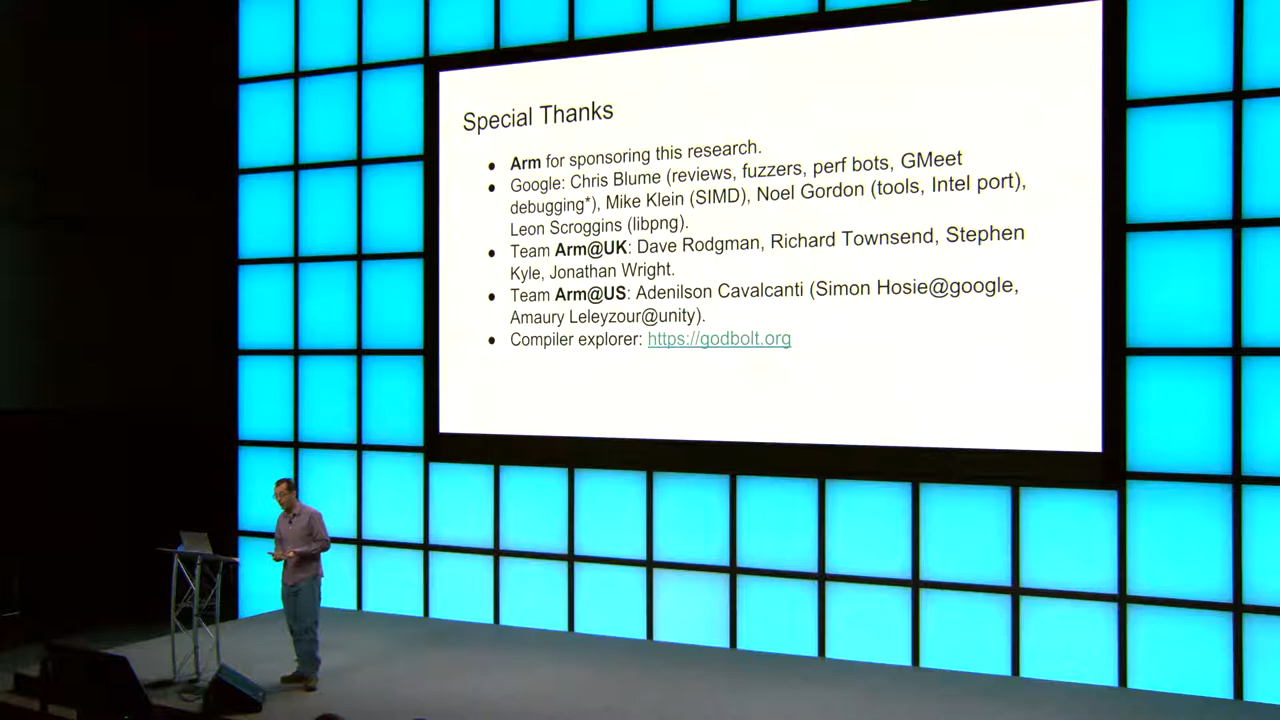 Special Thanks
● Arm for sponsoring this research.
● Google: Chris Blume (reviews, fuzzers, perf bots, GMeet
debugging*), Mike Klein (SIMD), Noel Gordon (tools, Intel port),
Leon Scroggins (libpng).
● Team Arm@UK: Dave Rodgman, Richard Townsend, Stephen
Kyle, Jonathan Wright.
● Team Arm@US: Adenilson Cavalcanti (Simon Hosie@google,
Amaury Leleyzour@unity).
● Compiler explorer: https://godbolt.org